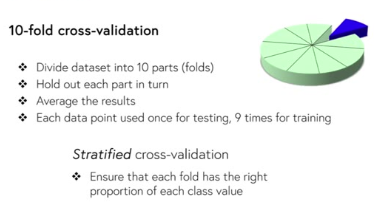 10-fold cross-validation
❖ Divide dataset into 10 parts (folds)
❖ Hold out each part in turn
❖ Average the results
❖ Each data point used once for testing, 9 times for training
Stratified cross-validation
❖ Ensure that each fold has the right
proportion of each class value